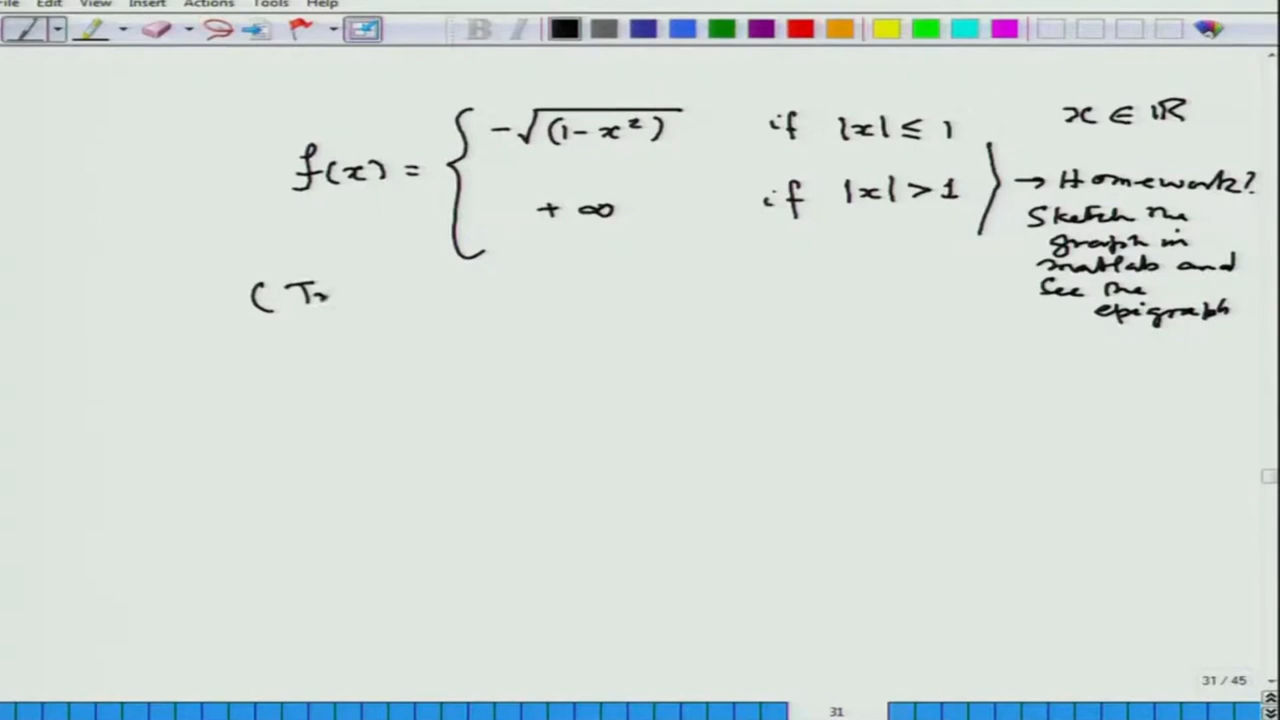 File Edit View Insert Actions Tools Help
B I
f(x) = { -√(1-x²) if |x| ≤ 1 x ∈ ℝ
+ ∞ if |x| > 1
→ Homework?
Sketch the
graph in
matlab and
See the
epigraph
(
31 / 45
31